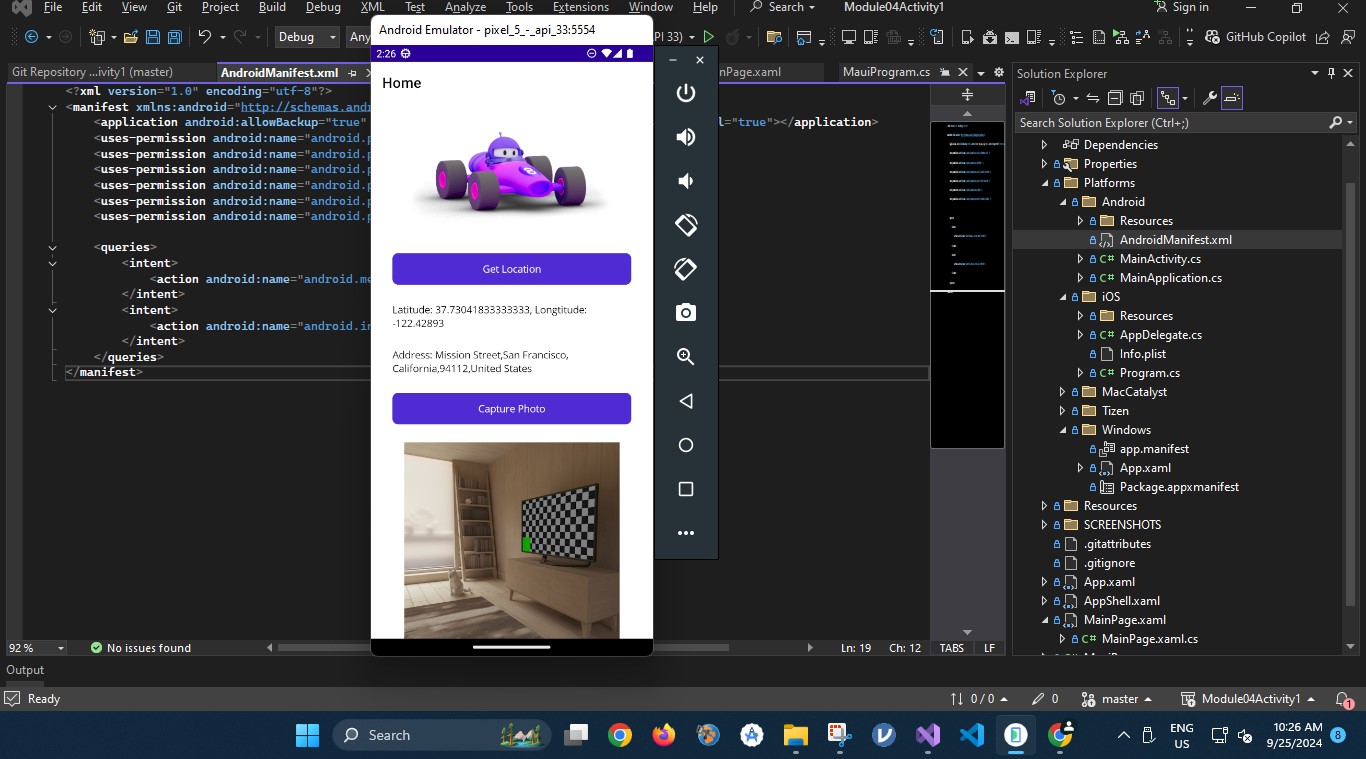 File Edit View Git Project Build Debug XML Test Analyze Tools Extensions Window Help Search Module04Activity1 Sign in
Debug Any 33) GitHub Copilot
Git Repository ...ivity1 (master) AndroidManifest.xml nPage.xaml MauiProgram.cs
<?xml version="1.0" encoding="utf-8"?>
<manifest xmlns:android="http://schemas.andr
<application android:allowBackup="true" l="true"></application>
<uses-permission android:name="android.p
<uses-permission android:name="android.p
<uses-permission android:name="android.p
<uses-permission android:name="android.p
<uses-permission android:name="android.p
<uses-permission android:name="android.p
<queries>
<intent>
<action android:name="android.me
</intent>
<intent>
<action android:name="android.in
</intent>
</queries>
</manifest>
92 % No issues found Ln: 19 Ch: 12 TABS LF
Output
Ready 0 / 0 0 master Module04Activity1 1
Android Emulator - pixel_5_-_api_33:5554
2:26
Home
8
Get Location
Latitude: 37.73041833333333, Longtitude:
-122.42893
Address: Mission Street,San Francisco,
California,94112,United States
Capture Photo
Solution Explorer
Search Solution Explorer (Ctrl+;)
Dependencies
Properties
Platforms
Android
Resources
AndroidManifest.xml
MainActivity.cs
MainApplication.cs
iOS
Resources
AppDelegate.cs
Info.plist
Program.cs
MacCatalyst
Tizen
Windows
app.manifest
App.xaml
Package.appxmanifest
Resources
SCREENSHOTS
.gitattributes
.gitignore
App.xaml
AppShell.xaml
MainPage.xaml
MainPage.xaml.cs
Search
ENG
US
10:26 AM
9/25/2024
8